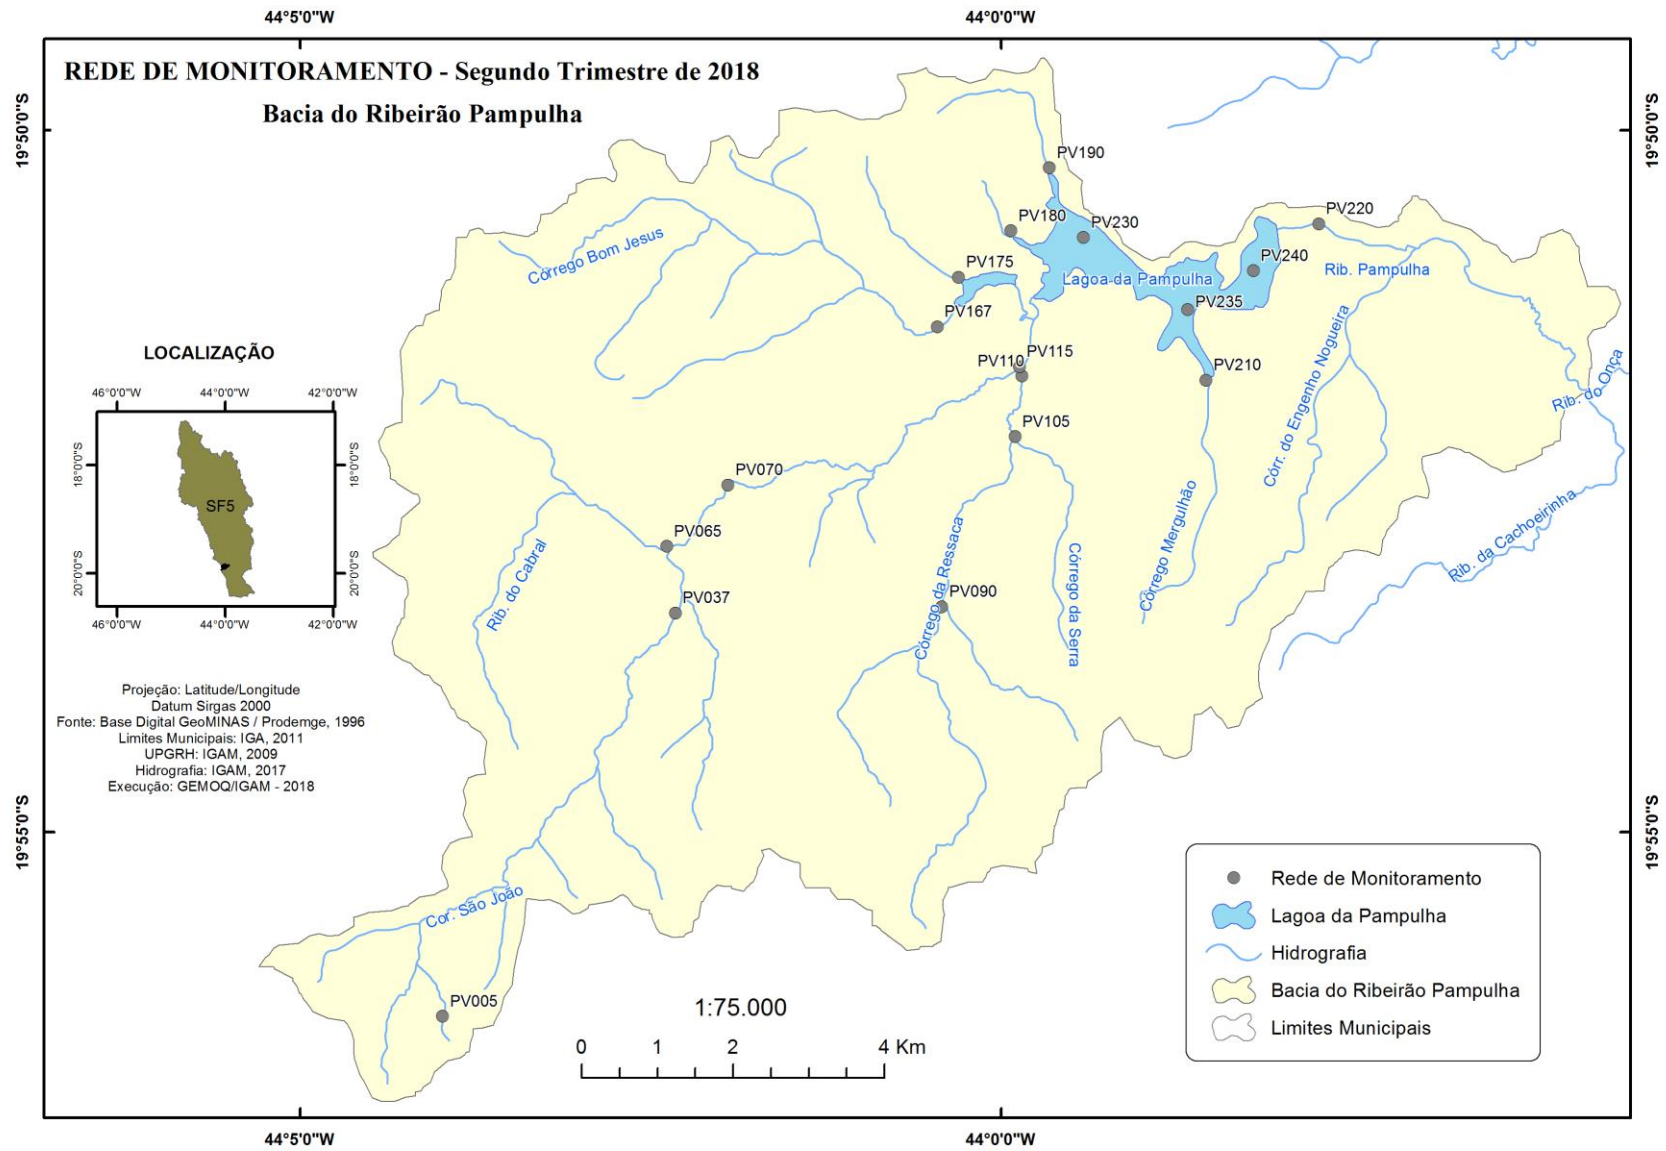 44°5'0"W
44°0'0"W
REDE DE MONITORAMENTO - Segundo Trimestre de 2018
Bacia do Ribeirão Pampulha
19°50'0"S
19°50'0"S
PV190
PV180
PV230
PV220
Córrego Bom Jesus
PV175
Lagoa da Pampulha
PV240
Rib. Pampulha
PV167
PV235
LOCALIZAÇÃO
PV115
PV110
PV210
Córr. do Engenho Nogueira
Rib. do Onça
46°0'0"W
44°0'0"W
42°0'0"W
18°0'0"S
18°0'0"S
SF5
20°0'0"S
20°0'0"S
46°0'0"W
44°0'0"W
42°0'0"W
PV105
PV070
PV065
Rib. do Cabral
PV037
Córrego da Ressaca
PV090
Córrego da Serra
Córrego Mergulhão
Rib. da Cachoeirinha
Projeção: Latitude/Longitude
Datum Sirgas 2000
Fonte: Base Digital GeoMINAS / Prodemge, 1996
Limites Municipais: IGA, 2011
UPGRH: IGAM, 2009
Hidrografia: IGAM, 2017
Execução: GEMOQ/IGAM - 2018
19°55'0"S
19°55'0"S
Cor. São João
PV005
1:75.000
0 1 2 4 Km
Rede de Monitoramento
Lagoa da Pampulha
Hidrografia
Bacia do Ribeirão Pampulha
Limites Municipais
44°5'0"W
44°0'0"W